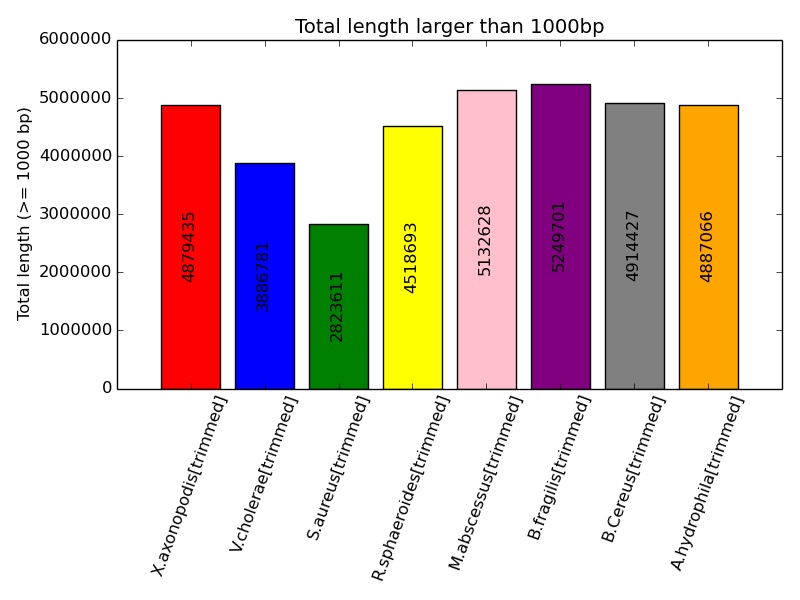 Total length larger than 1000bp
Total length (>= 1000 bp)
6000000
5000000
4000000
3000000
2000000
1000000
0
4879435
3886781
2823611
4518693
5132628
5249701
4914427
4887066
X.axonopodis[trimmed]
V.cholerae[trimmed]
S.aureus[trimmed]
R.sphaeroides[trimmed]
M.abscessus[trimmed]
B.fragilis[trimmed]
B.Cereus[trimmed]
A.hydrophila[trimmed]